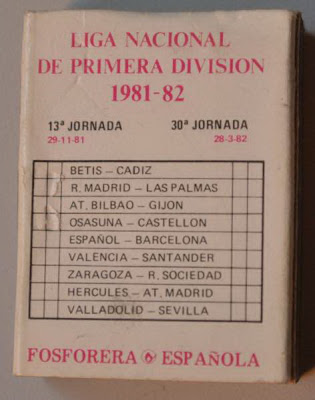 LIGA NACIONAL
DE PRIMERA DIVISION
1981-82
13ª JORNADA 30ª JORNADA
29-11-81 28-3-82
BETIS – CADIZ
R. MADRID – LAS PALMAS
AT. BILBAO – GIJON
OSASUNA – CASTELLON
ESPAÑOL – BARCELONA
VALENCIA – SANTANDER
ZARAGOZA – R. SOCIEDAD
HERCULES – AT. MADRID
VALLADOLID – SEVILLA
FOSFORERA ESPAÑOLA